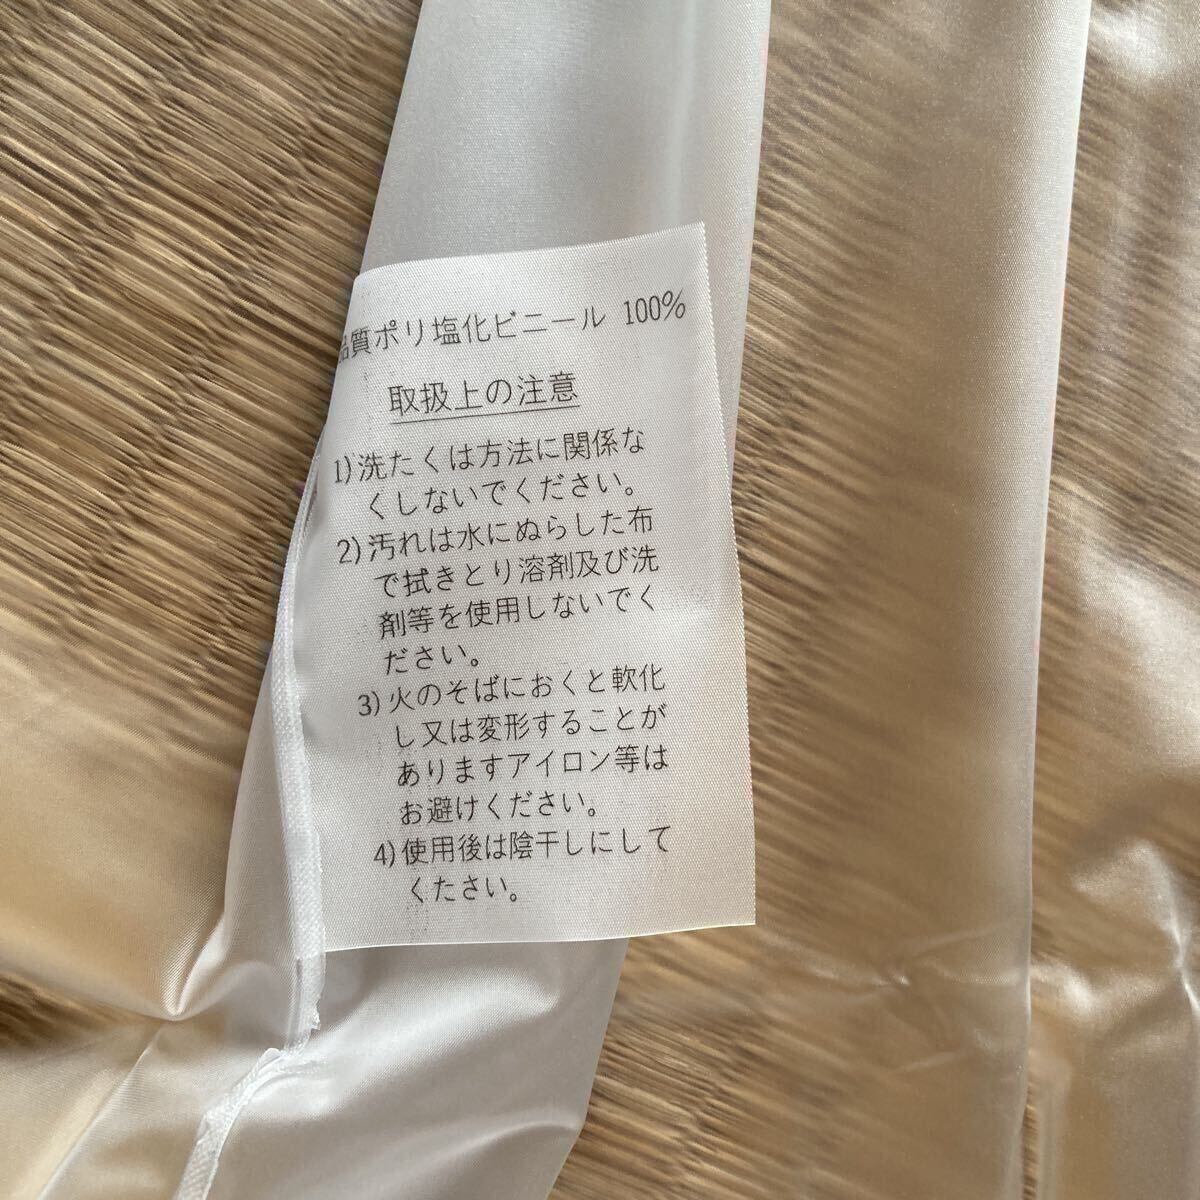 品質ポリ塩化ビニール 100%
取扱上の注意
1)洗たくは方法に関係な
くしないでください。
2)汚れは水にぬらした布
で拭きとり溶剤及び洗
剤等を使用しないでく
ださい。
3)火のそばにおくと軟化
し又は変形することが
ありますアイロン等は
お避けください。
4)使用後は陰干しにして
くたさい。